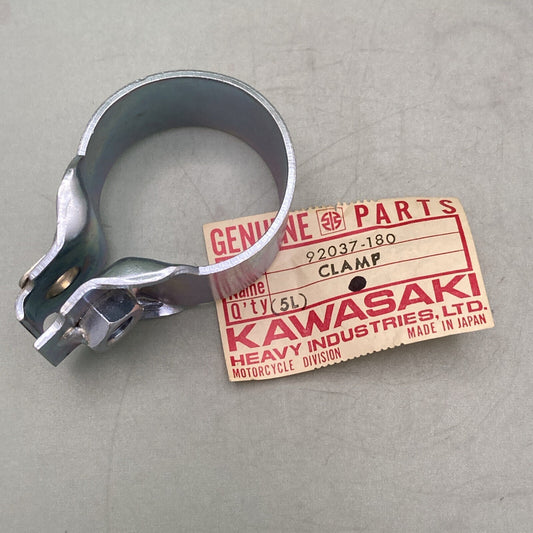 GENUINE PARTS
92037-180
CLAMP
Name
Q'ty (5L)
KAWASAKI
HEAVY INDUSTRIES, LTD.
MOTORCYCLE DIVISION MADE IN JAPAN